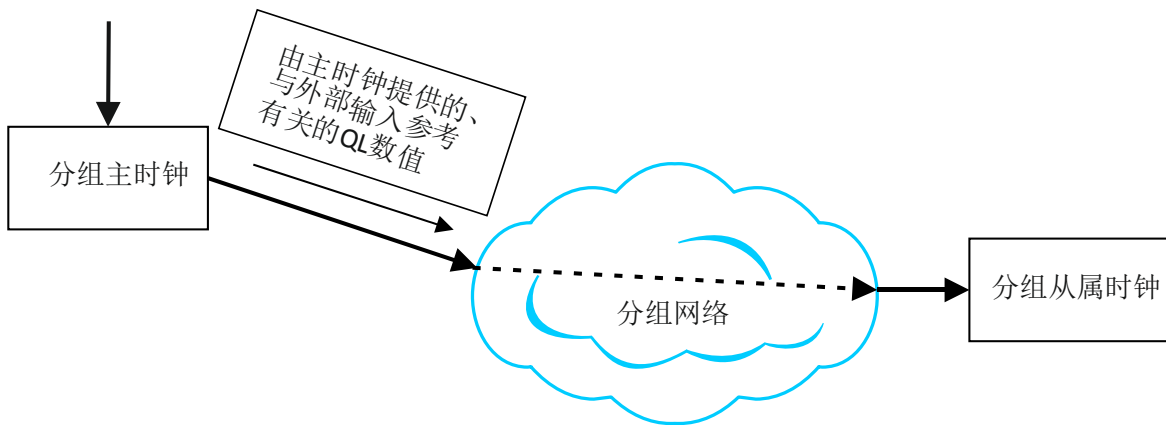 由主时钟提供的、
与外部输入参考
有关的QL数值
分组主时钟
分组网络
分组从属时钟